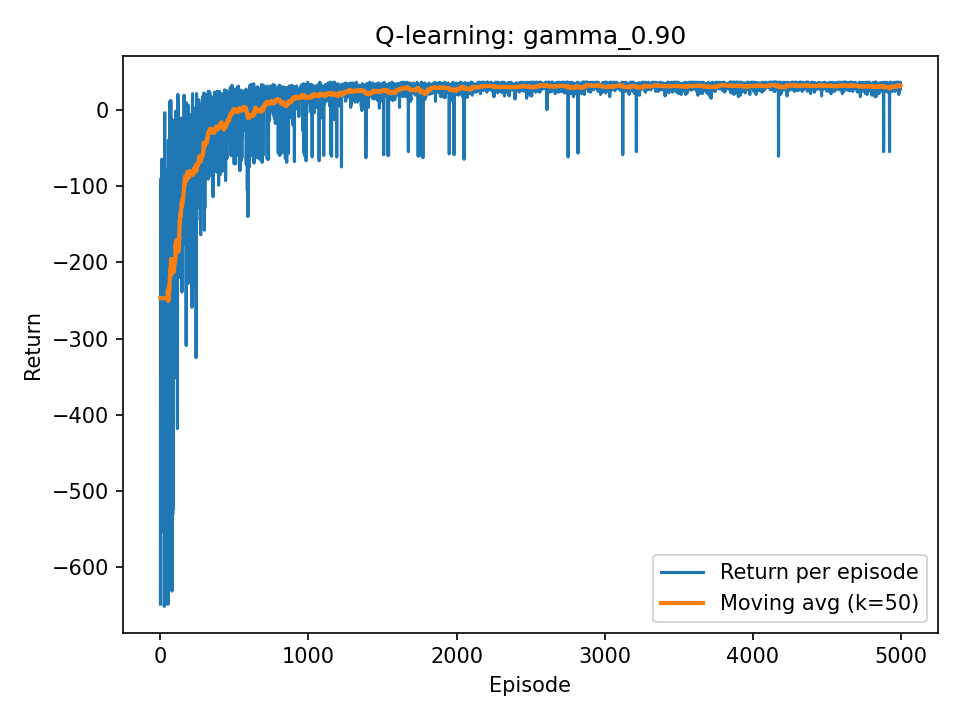 Q-learning: gamma_0.90
Return
0
−100
−200
−300
−400
−500
−600
0 1000 2000 3000 4000 5000
Episode
Return per episode
Moving avg (k=50)